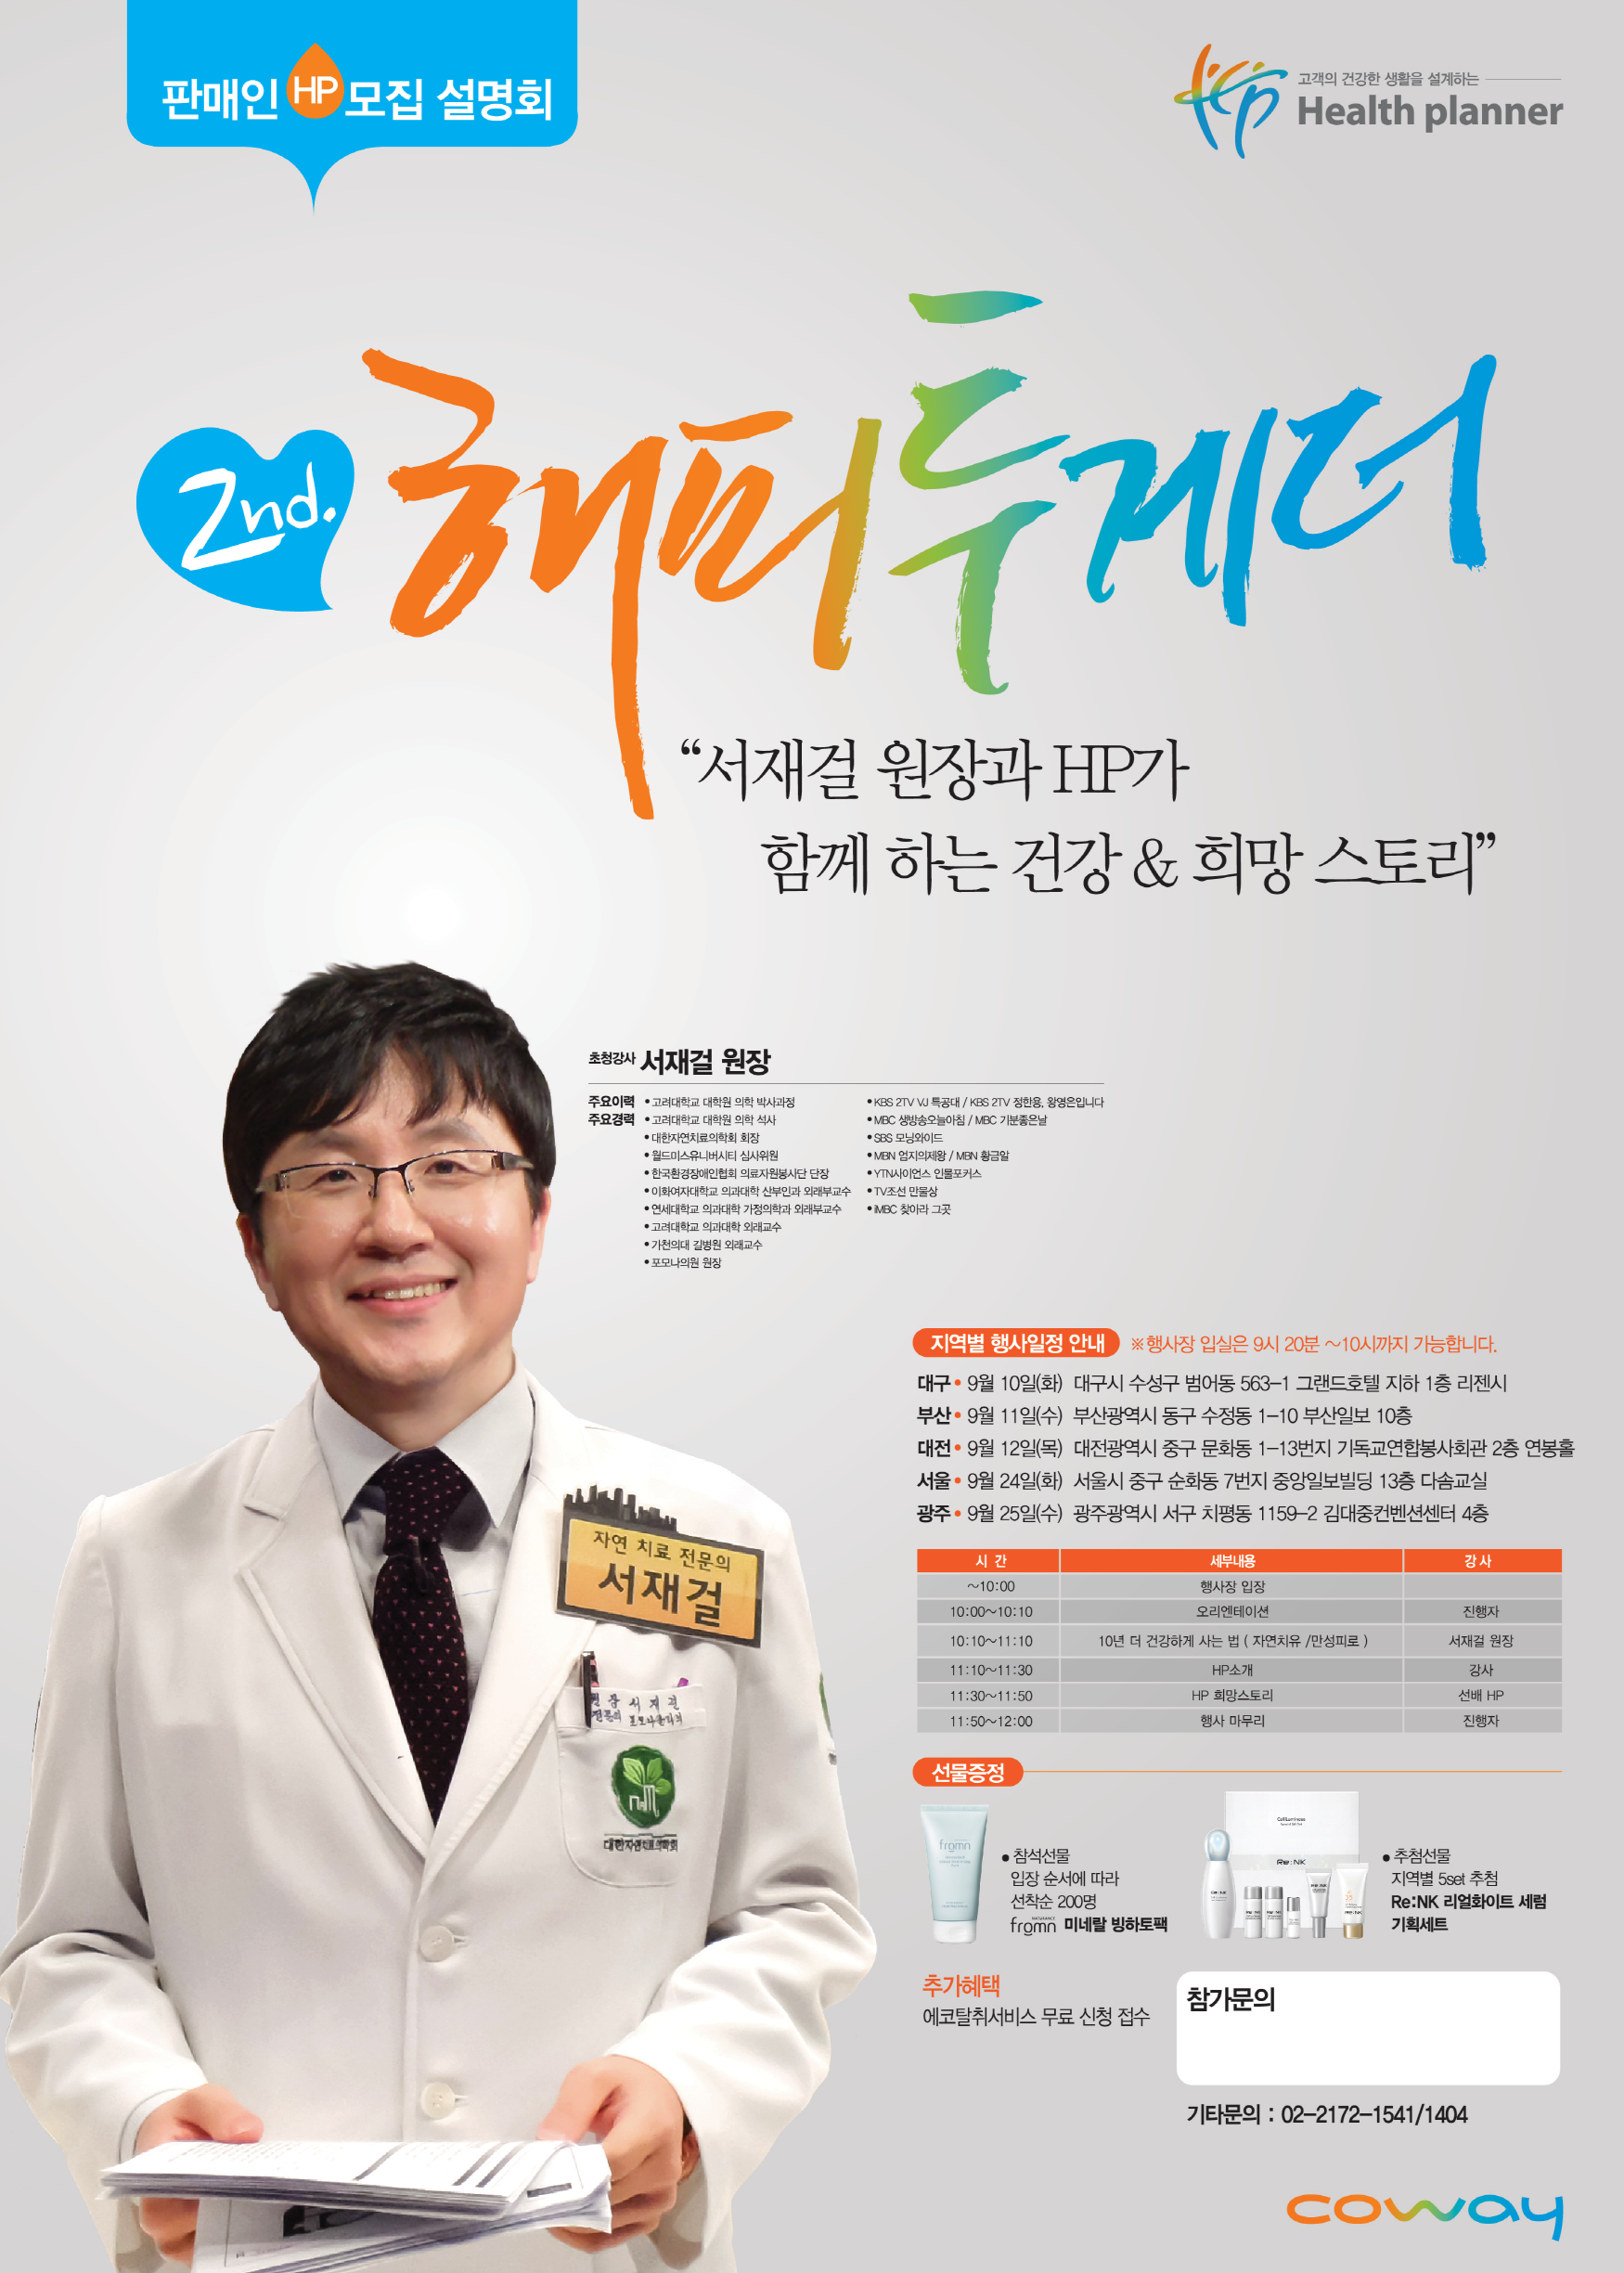 판매인 HP 모집 설명회
고객의 건강한 생활을 설계하는
Health planner
2nd.
해피투게더
“서재걸 원장과 HP가
함께 하는 건강 & 희망 스토리”
초청강사 서재걸 원장
주요이력
주요경력
• 고려대학교 대학원 의학 박사과정
• 고려대학교 대학원 의학 석사
• 대한자연치료의학회 회장
• 월드미스유니버시티 심사위원
• 한국환경장애인협회 의료자원봉사단 단장
• 이화여자대학교 의과대학 산부인과 외래부교수
• 연세대학교 의과대학 가정의학과 외래부교수
• 고려대학교 의과대학 외래교수
• 가천의대 길병원 외래교수
• 포모나의원 원장
• KBS 2TV VJ 특공대 / KBS 2TV 정한용, 왕영은입니다
• MBC 생방송오늘아침 / MBC 기분좋은날
• SBS 모닝와이드
• MBN 엄지의제왕 / MBN 황금알
• YTN사이언스 인물포커스
• TV조선 만물상
• iMBC 찾아라 그곳
자연 치료 전문의
서재걸
원장 서재걸
대한자연치료의학회
지역별 행사일정 안내 ※행사장 입실은 9시 20분 ~10시까지 가능합니다.
대구 • 9월 10일(화) 대구시 수성구 범어동 563-1 그랜드호텔 지하 1층 리젠시
부산 • 9월 11일(수) 부산광역시 동구 수정동 1-10 부산일보 10층
대전 • 9월 12일(목) 대전광역시 중구 문화동 1-13번지 기독교연합봉사회관 2층 연봉홀
서울 • 9월 24일(화) 서울시 중구 순화동 7번지 중앙일보빌딩 13층 다솜교실
광주 • 9월 25일(수) 광주광역시 서구 치평동 1159-2 김대중컨벤션센터 4층
시 간 세부내용 강 사
~10:00 행사장 입장
10:00~10:10 오리엔테이션 진행자
10:10~11:10 10년 더 건강하게 사는 법 ( 자연치유 /만성피로 ) 서재걸 원장
11:10~11:30 HP소개 강사
11:30~11:50 HP 희망스토리 선배 HP
11:50~12:00 행사 마무리 진행자
선물증정
fromn
• 참석선물
입장 순서에 따라
선착순 200명
fromn 미네랄 빙하토팩
Re:NK
• 추첨선물
지역별 5set 추첨
Re:NK 리얼화이트 세럼
기획세트
추가혜택
에코탈취서비스 무료 신청 접수
참가문의
기타문의 : 02-2172-1541/1404
coway